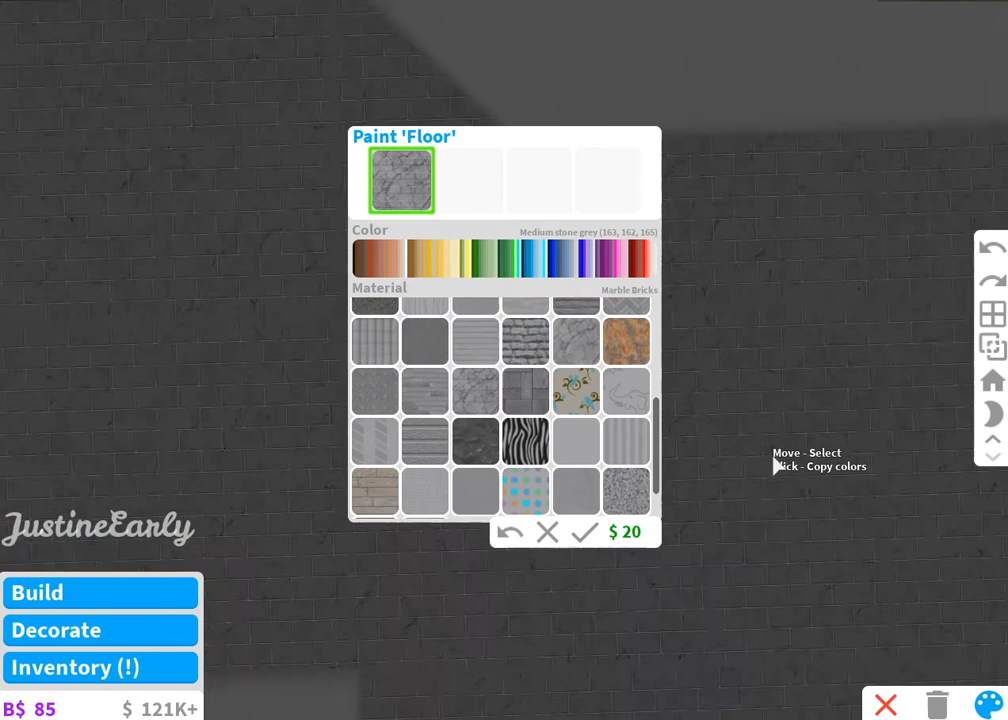 Paint 'Floor'
Color
Medium stone grey (163, 162, 165)
Material
Marble Bricks
Move - Select
Click - Copy colors
$ 20
JustineEarly
Build
Decorate
Inventory (!)
B$ 85
$ 121K+